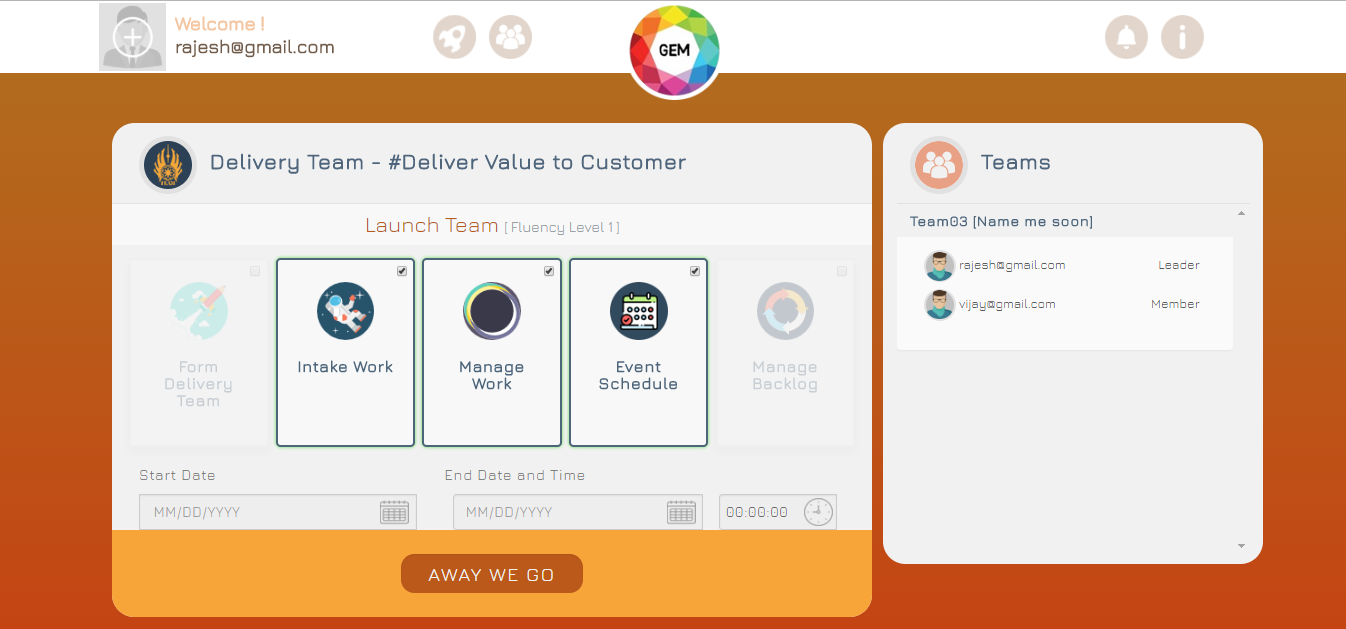 Welcome !
rajesh@gmail.com
GEM
Delivery Team - #Deliver Value to Customer
Launch Team [ Fluency Level 1 ]
Form
Delivery
Team
Intake Work
Manage
Work
Event
Schedule
Manage
Backlog
Start Date
End Date and Time
MM/DD/YYYY
MM/DD/YYYY
00:00:00
AWAY WE GO
Teams
Team03 [Name me soon]
rajesh@gmail.com Leader
vijay@gmail.com Member